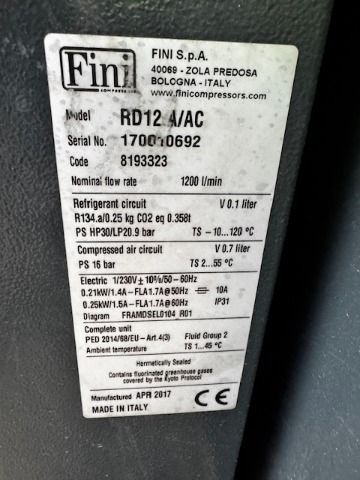 Fini
COMPRESSORS
FINI S.p.A.
40069 - ZOLA PREDOSA
BOLOGNA - ITALY
www.finicompressors.com
Model RD12 A/AC
Serial No. 170010692
Code 8193323
Nominal flow rate 1200 l/min
Refrigerant circuit V 0.1 liter
R134.a/0.25 kg CO2 eq 0.358t
PS HP30/LP20.9 bar TS -10...120 °C
Compressed air circuit V 0.7 liter
PS 16 bar TS 2...55 °C
Electric 1/230V ± 10%/50-60Hz
0.21kW/1.4A-FLA1.7A@50Hz 10A
0.25kW/1.5A-FLA1.7A@60Hz IP31
Diagram FRAMDSEL0104_R01
Complete unit
PED 2014/68/EU-Art.4(3) Fluid Group 2
Ambient temperature TS 1...45 °C
Hermetically Sealed
Contains fluorinated greenhouse gases
covered by the Kyoto Protocol
Manufactured APR 2017
MADE IN ITALY CE